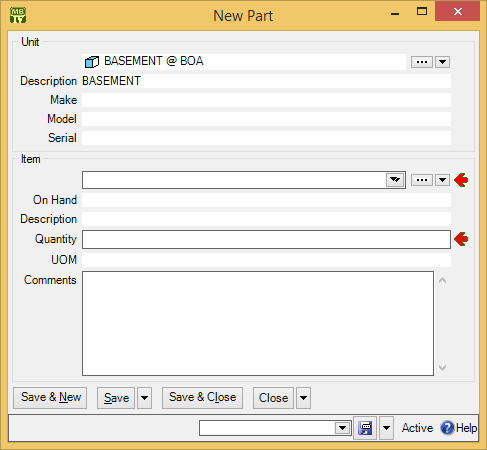 New Part
Unit
BASEMENT @ BOA
Description BASEMENT
Make
Model
Serial
Item
On Hand
Description
Quantity
UOM
Comments
Save & New Save Save & Close Close
Active Help